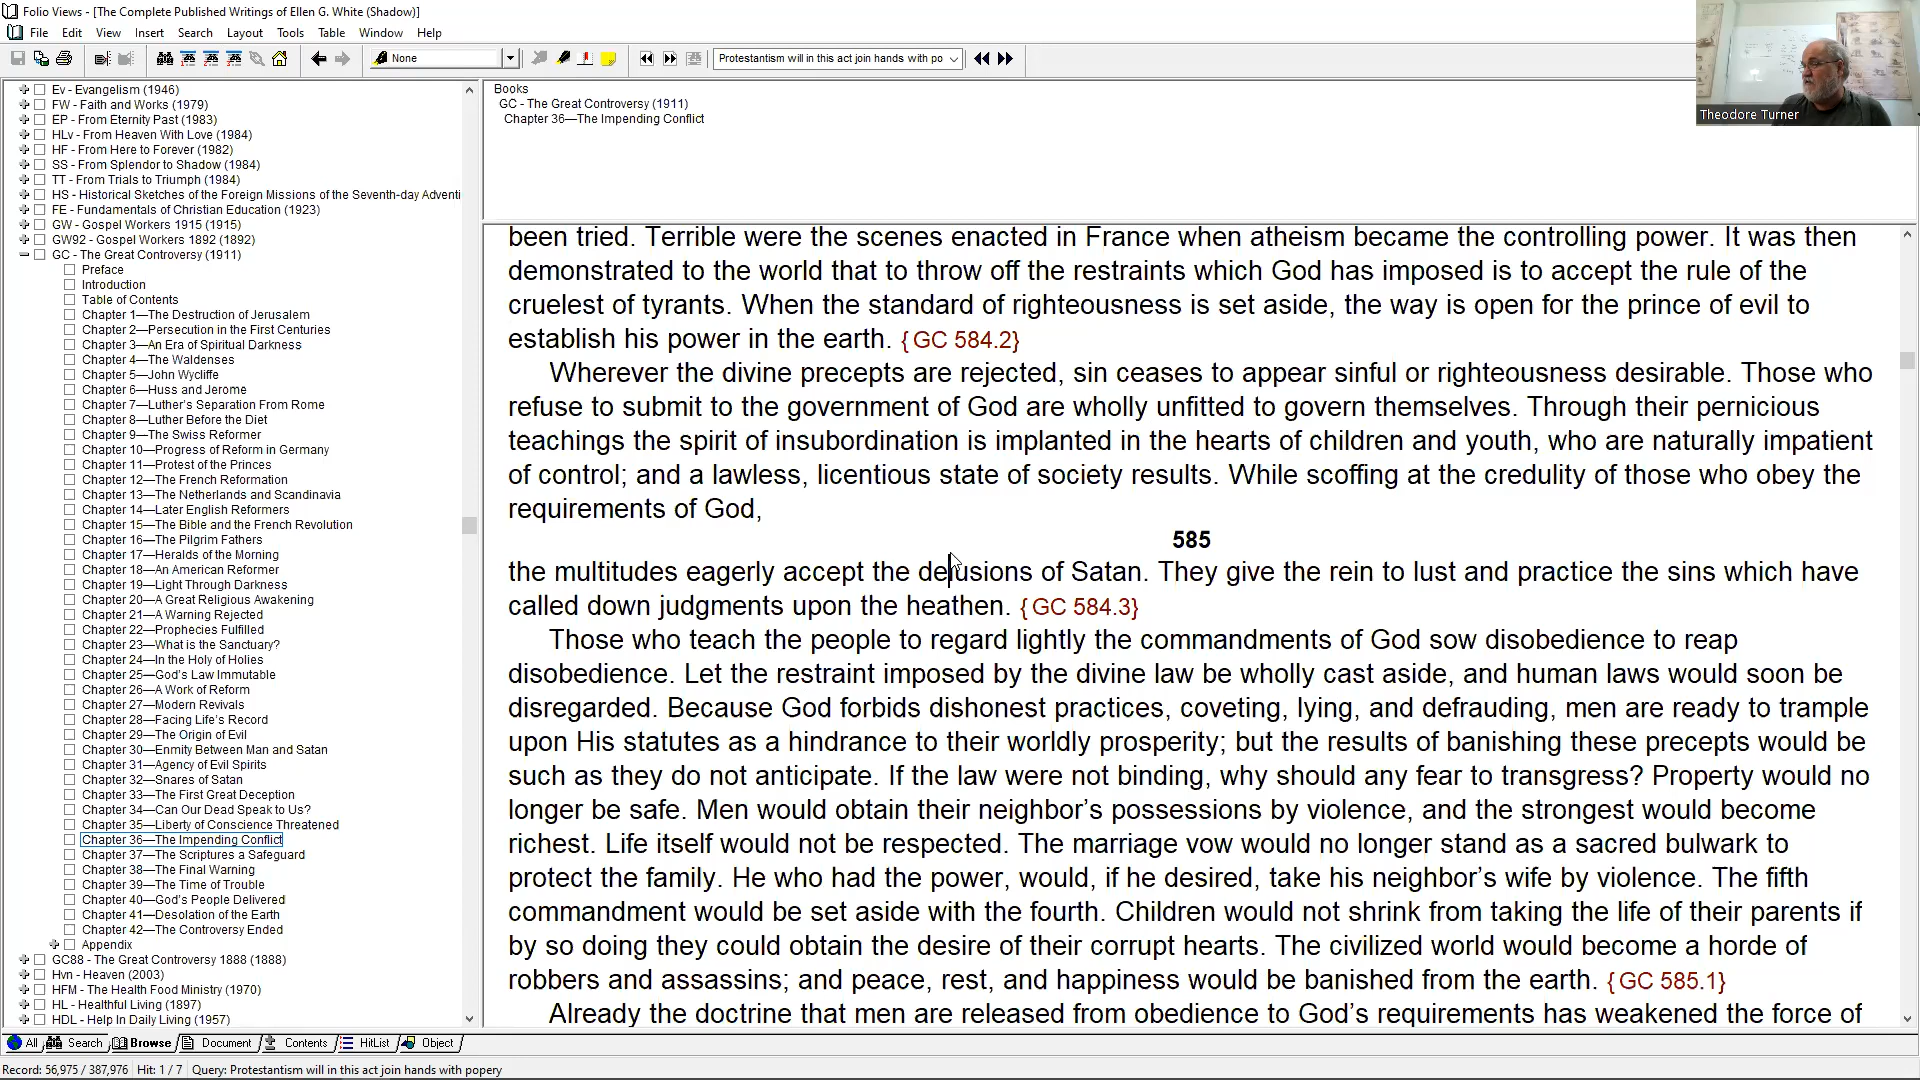 Folio Views - [The Complete Published Writings of Ellen G. White (Shadow)]
File Edit View Insert Search Layout Tools Table Window Help
None
Protestantism will in this act join hands with po
Theodore Turner
Ev - Evangelism (1946)
FW - Faith and Works (1979)
EP - From Eternity Past (1983)
HLv - From Heaven With Love (1984)
HF - From Here to Forever (1982)
SS - From Splendor to Shadow (1984)
TT - From Trials to Triumph (1984)
HS - Historical Sketches of the Foreign Missions of the Seventh-day Adventi
FE - Fundamentals of Christian Education (1923)
GW - Gospel Workers 1915 (1915)
GW92 - Gospel Workers 1892 (1892)
GC - The Great Controversy (1911)
Preface
Introduction
Table of Contents
Chapter 1—The Destruction of Jerusalem
Chapter 2—Persecution in the First Centuries
Chapter 3—An Era of Spiritual Darkness
Chapter 4—The Waldenses
Chapter 5—John Wycliffe
Chapter 6—Huss and Jerome
Chapter 7—Luther's Separation From Rome
Chapter 8—Luther Before the Diet
Chapter 9—The Swiss Reformer
Chapter 10—Progress of Reform in Germany
Chapter 11—Protest of the Princes
Chapter 12—The French Reformation
Chapter 13—The Netherlands and Scandinavia
Chapter 14—Later English Reformers
Chapter 15—The Bible and the French Revolution
Chapter 16—The Pilgrim Fathers
Chapter 17—Heralds of the Morning
Chapter 18—An American Reformer
Chapter 19—Light Through Darkness
Chapter 20—A Great Religious Awakening
Chapter 21—A Warning Rejected
Chapter 22—Prophecies Fulfilled
Chapter 23—What is the Sanctuary?
Chapter 24—In the Holy of Holies
Chapter 25—God's Law Immutable
Chapter 26—A Work of Reform
Chapter 27—Modern Revivals
Chapter 28—Facing Life's Record
Chapter 29—The Origin of Evil
Chapter 30—Enmity Between Man and Satan
Chapter 31—Agency of Evil Spirits
Chapter 32—Snares of Satan
Chapter 33—The First Great Deception
Chapter 34—Can Our Dead Speak to Us?
Chapter 35—Liberty of Conscience Threatened
Chapter 36—The Impending Conflict
Chapter 37—The Scriptures a Safeguard
Chapter 38—The Final Warning
Chapter 39—The Time of Trouble
Chapter 40—God's People Delivered
Chapter 41—Desolation of the Earth
Chapter 42—The Controversy Ended
Appendix
GC88 - The Great Controversy 1888 (1888)
Hvn - Heaven (2003)
HFM - The Health Food Ministry (1970)
HL - Healthful Living (1897)
HDL - Help In Daily Living (1957)
Books
GC - The Great Controversy (1911)
Chapter 36—The Impending Conflict
been tried. Terrible were the scenes enacted in France when atheism became the controlling power. It was then
demonstrated to the world that to throw off the restraints which God has imposed is to accept the rule of the
cruelest of tyrants. When the standard of righteousness is set aside, the way is open for the prince of evil to
establish his power in the earth. {GC 584.2}
Wherever the divine precepts are rejected, sin ceases to appear sinful or righteousness desirable. Those who
refuse to submit to the government of God are wholly unfitted to govern themselves. Through their pernicious
teachings the spirit of insubordination is implanted in the hearts of children and youth, who are naturally impatient
of control; and a lawless, licentious state of society results. While scoffing at the credulity of those who obey the
requirements of God,
585
the multitudes eagerly accept the delusions of Satan. They give the rein to lust and practice the sins which have
called down judgments upon the heathen. {GC 584.3}
Those who teach the people to regard lightly the commandments of God sow disobedience to reap
disobedience. Let the restraint imposed by the divine law be wholly cast aside, and human laws would soon be
disregarded. Because God forbids dishonest practices, coveting, lying, and defrauding, men are ready to trample
upon His statutes as a hindrance to their worldly prosperity; but the results of banishing these precepts would be
such as they do not anticipate. If the law were not binding, why should any fear to transgress? Property would no
longer be safe. Men would obtain their neighbor's possessions by violence, and the strongest would become
richest. Life itself would not be respected. The marriage vow would no longer stand as a sacred bulwark to
protect the family. He who had the power, would, if he desired, take his neighbor's wife by violence. The fifth
commandment would be set aside with the fourth. Children would not shrink from taking the life of their parents if
by so doing they could obtain the desire of their corrupt hearts. The civilized world would become a horde of
robbers and assassins; and peace, rest, and happiness would be banished from the earth. {GC 585.1}
Already the doctrine that men are released from obedience to God's requirements has weakened the force of
All Search Browse Document Contents HitList Object
Record: 56,975 / 387,976 Hit: 1 / 7 Query: Protestantism will in this act join hands with popery